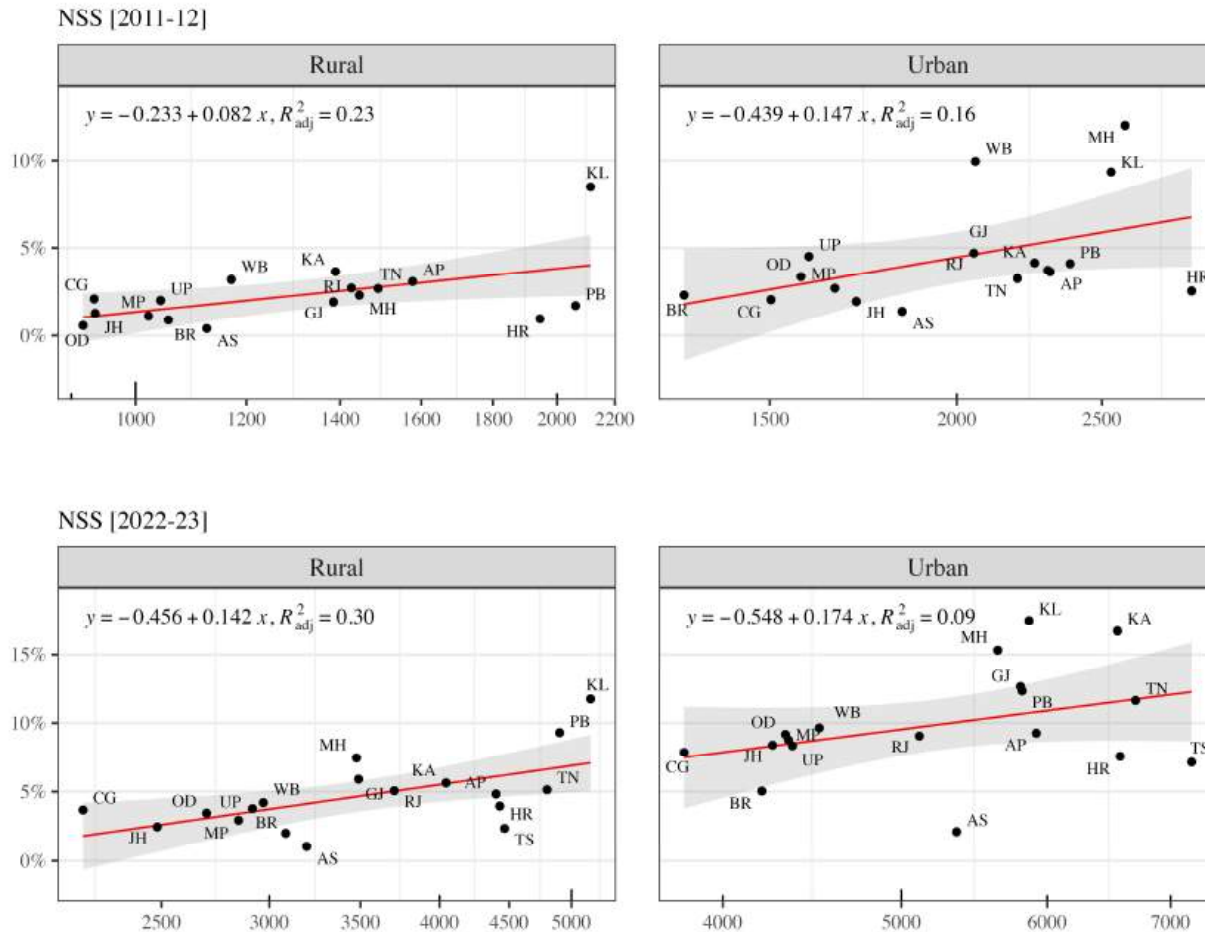 NSS [2011-12]
Rural
Urban
y = −0.233 + 0.082 x, R²adj = 0.23
y = −0.439 + 0.147 x, R²adj = 0.16
10%
5%
0%
KL
CG
MP
UP
WB
KA
RJ
TN
AP
OD
JH
BR
AS
GJ
MH
HR
PB
MH
KL
WB
GJ
UP
OD
MP
RJ
KA
PB
BR
CG
JH
AS
TN
AP
HR
1000
1200
1400
1600
1800
2000
2200
1500
2000
2500
NSS [2022-23]
Rural
Urban
y = −0.456 + 0.142 x, R²adj = 0.30
y = −0.548 + 0.174 x, R²adj = 0.09
15%
10%
5%
0%
KL
PB
MH
CG
OD
UP
WB
GJ
RJ
KA
AP
TN
JH
MP
BR
AS
HR
TS
KL
KA
MH
GJ
PB
TN
OD
MP
WB
CG
JH
UP
RJ
AP
HR
TS
BR
AS
2500
3000
3500
4000
4500
5000
4000
5000
6000
7000